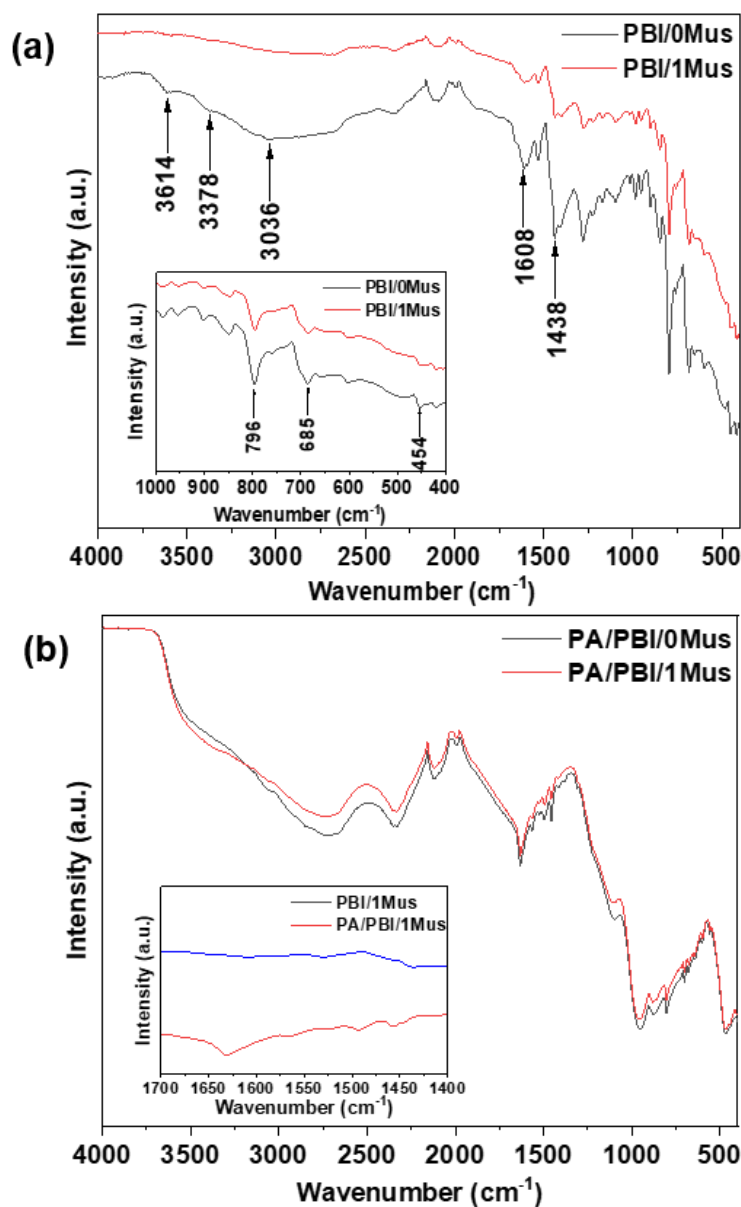 (a)
PBI/0Mus
PBI/1Mus
Intensity (a.u.)
3614
3378
3036
1608
1438
PBI/0Mus
PBI/1Mus
Intensity (a.u.)
796
685
454
1000 900 800 700 600 500 400
Wavenumber (cm-1)
4000 3500 3000 2500 2000 1500 1000 500
Wavenumber (cm-1)
(b)
PA/PBI/0Mus
PA/PBI/1Mus
Intensity (a.u.)
PBI/1Mus
PA/PBI/1Mus
Intensity (a.u.)
1700 1650 1600 1550 1500 1450 1400
Wavenumber (cm-1)
4000 3500 3000 2500 2000 1500 1000 500
Wavenumber (cm-1)